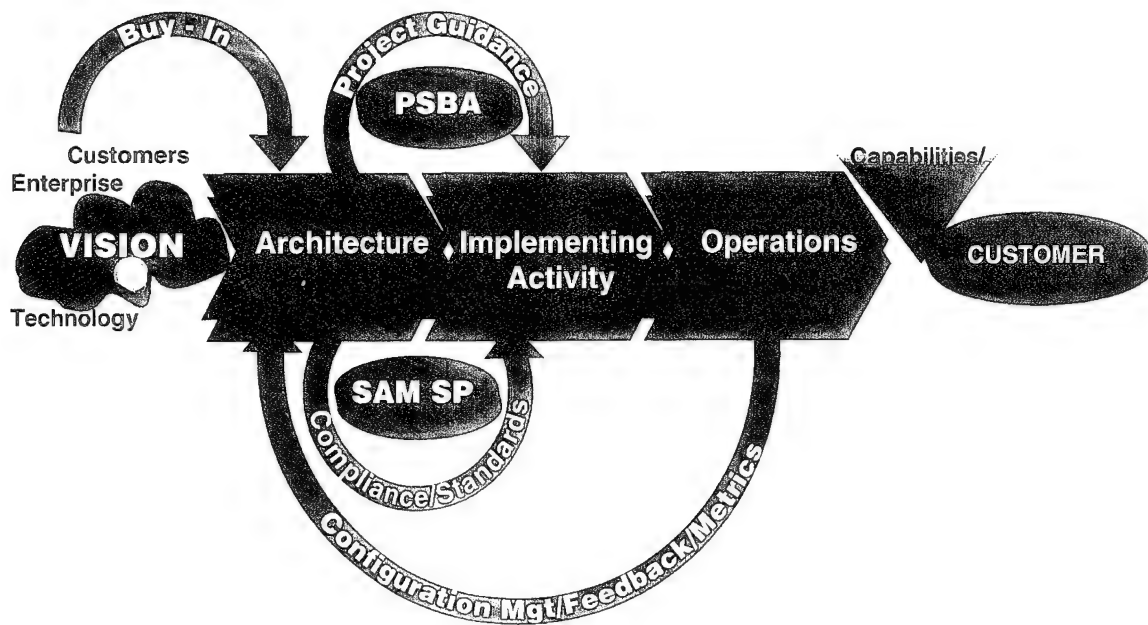 Buy - In
Project Guidance
PSBA
Customers
Enterprise
VISION
Technology
Architecture
Implementing
Activity
Operations
Capabilities/
CUSTOMER
SAM SP
Compliance/Standards
Configuration Mgt/Feedback/Metrics